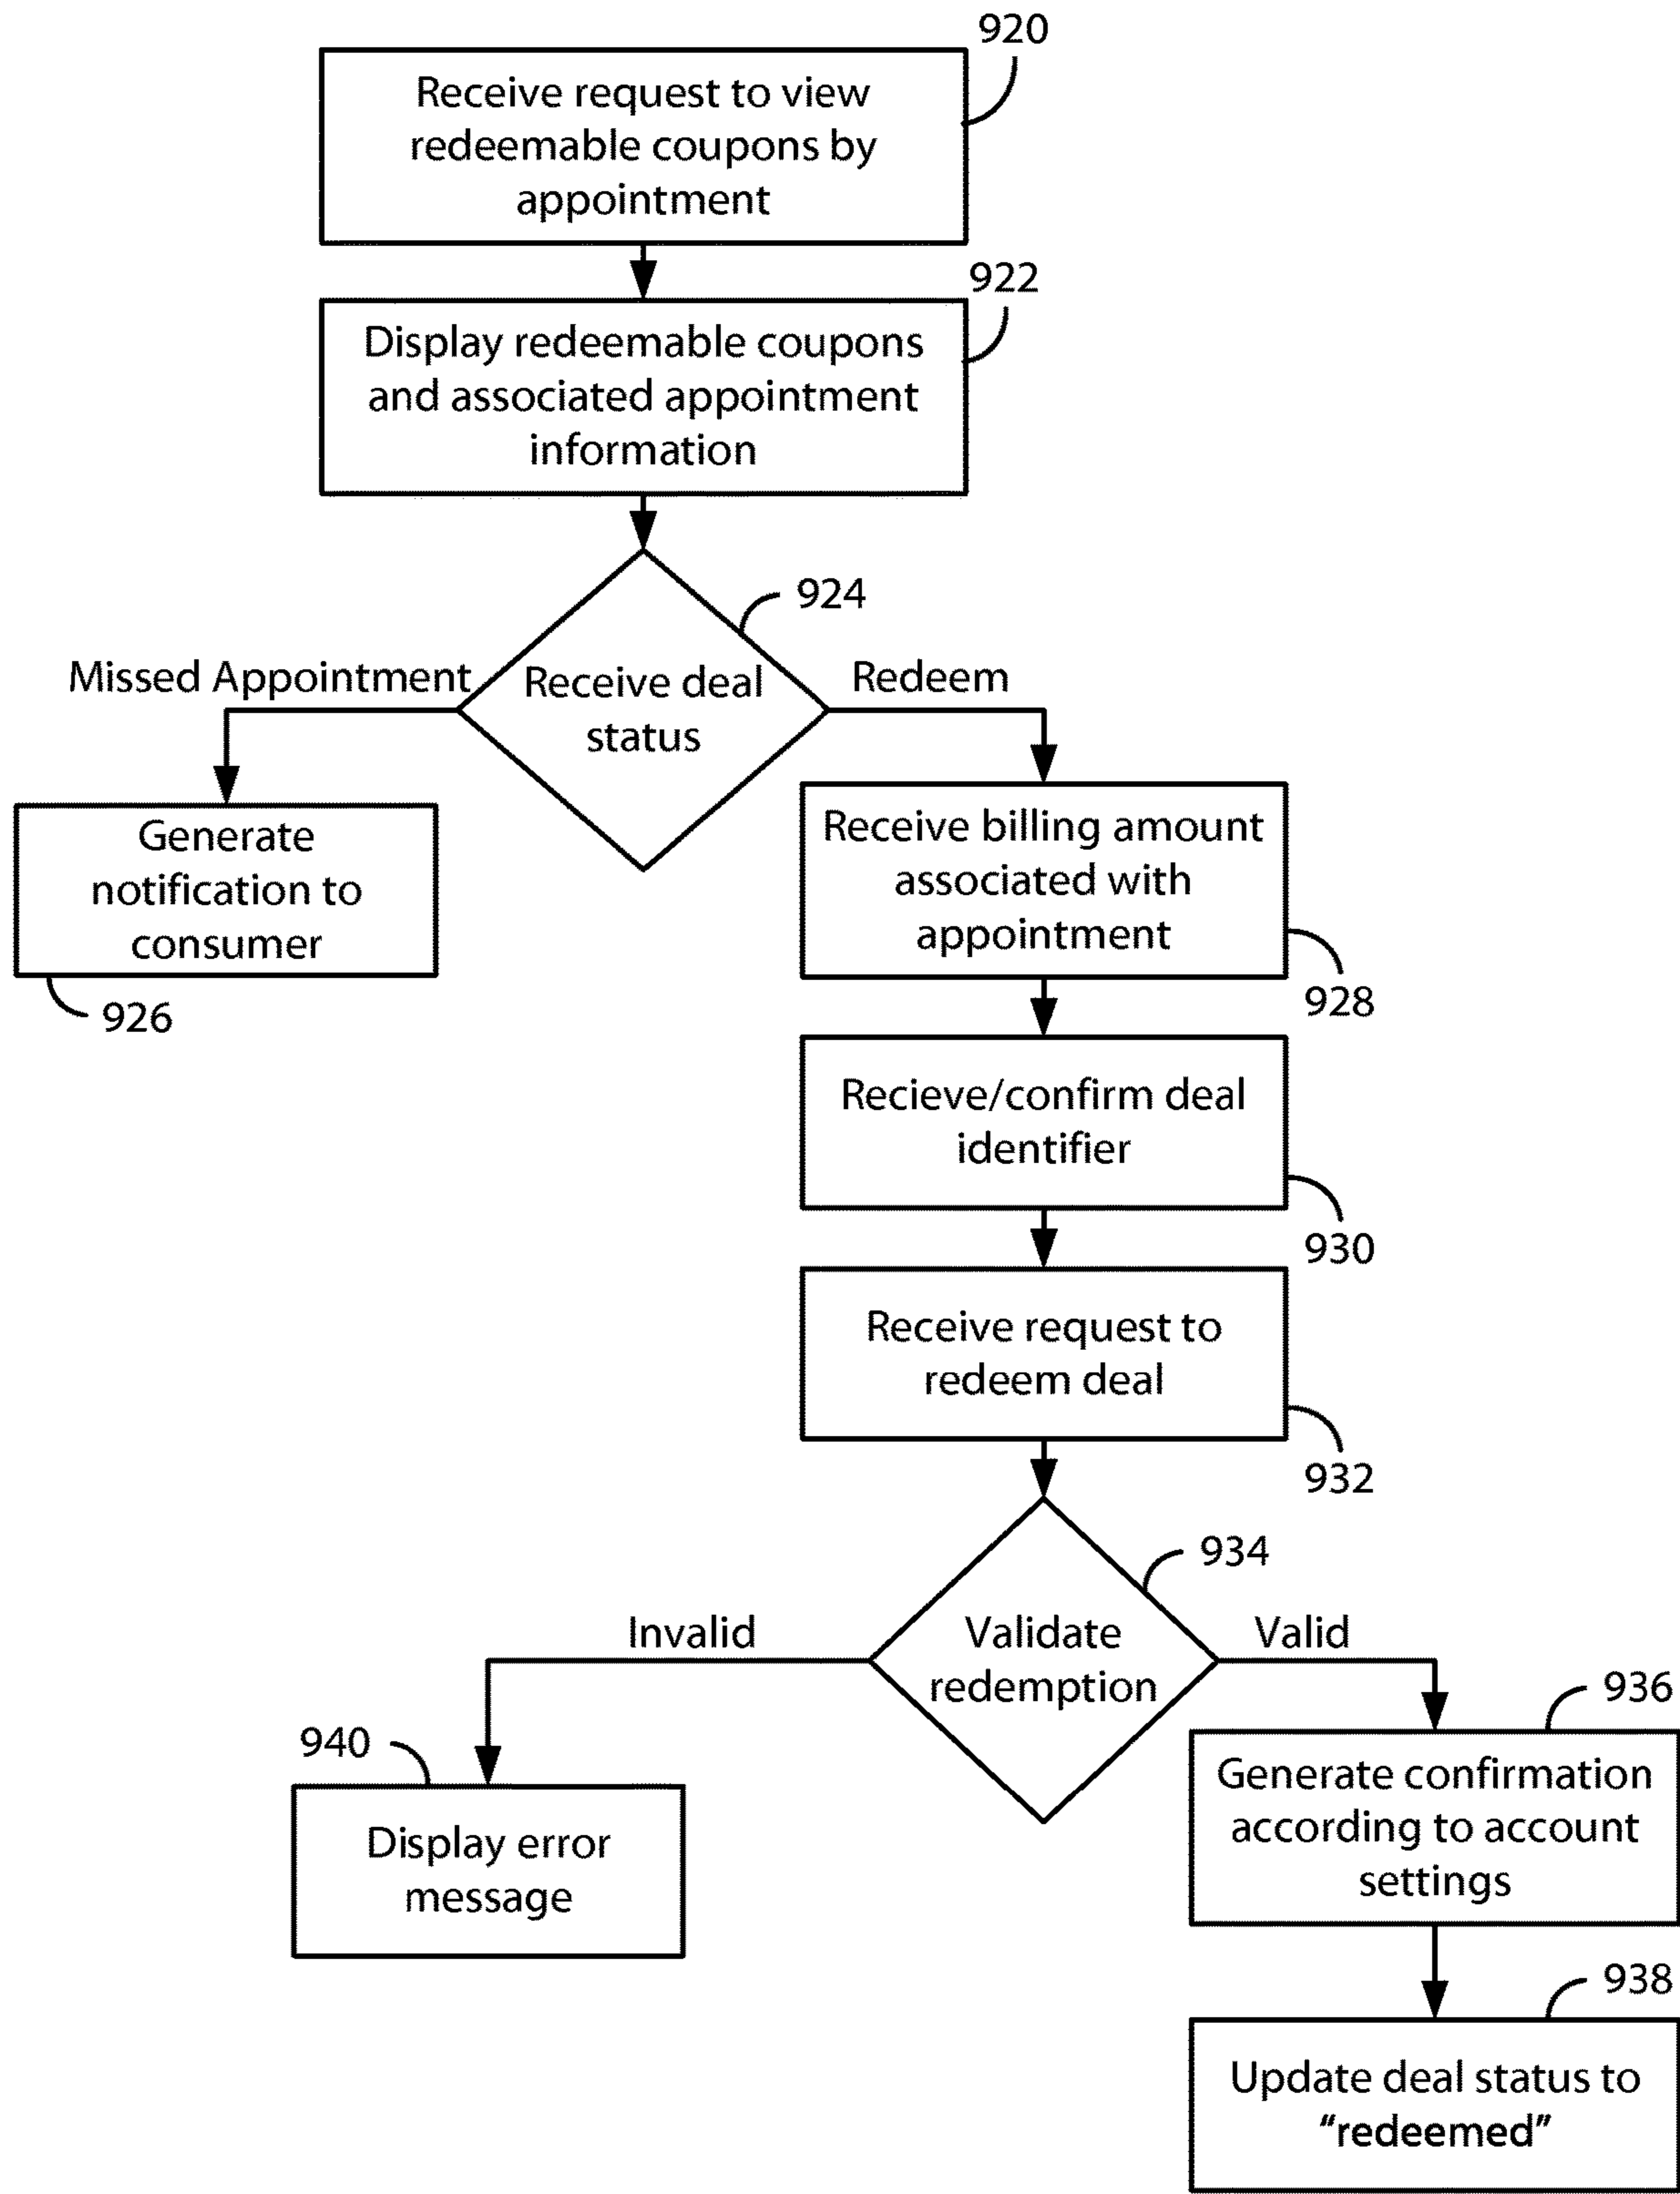 920
Receive request to view
redeemable coupons by
appointment
922
Display redeemable coupons
and associated appointment
information
924
Missed Appointment
Receive deal
status
Redeem
Generate
notification to
consumer
926
Receive billing amount
associated with
appointment
928
Recieve/confirm deal
identifier
930
Receive request to
redeem deal
932
934
Invalid
Validate
redemption
Valid
940
Display error
message
936
Generate confirmation
according to account
settings
938
Update deal status to
“redeemed”